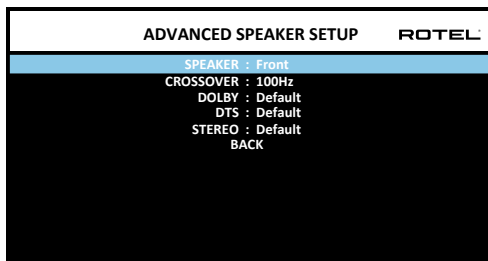 ADVANCED SPEAKER SETUP ROTEL
SPEAKER : Front
CROSSOVER : 100Hz
DOLBY : Default
DTS : Default
STEREO : Default
BACK